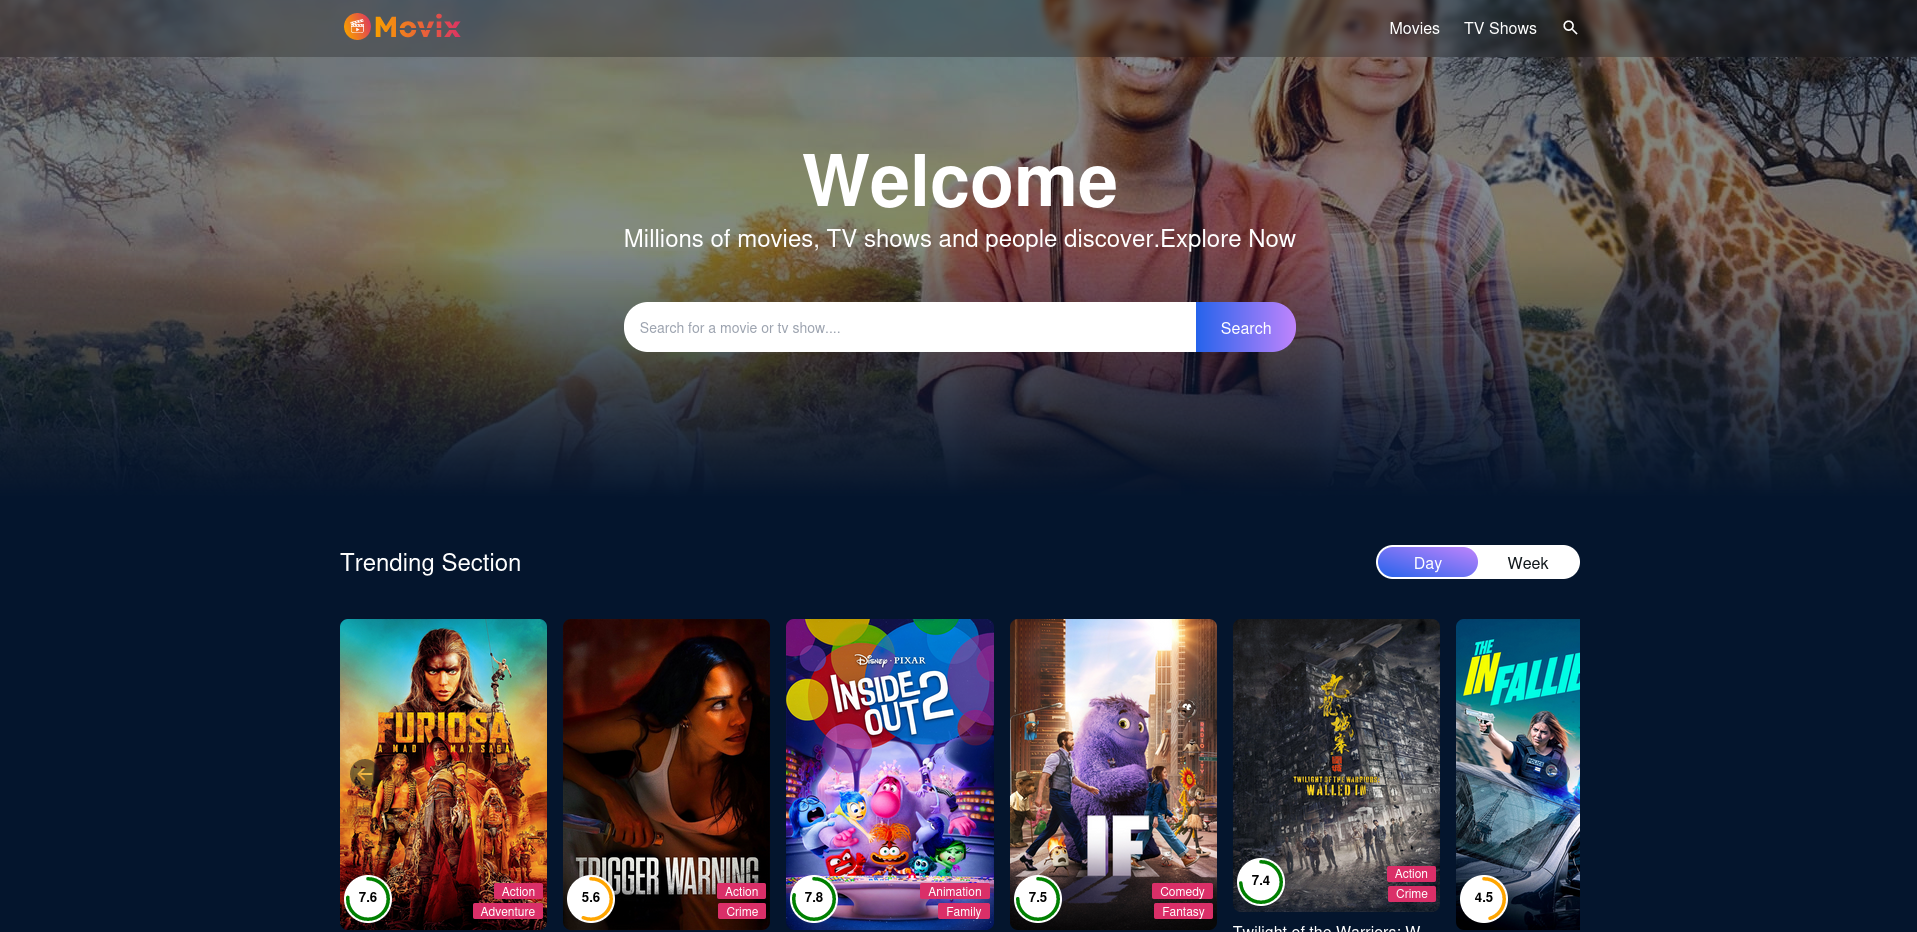 Movix
Movies
TV Shows
Welcome
Millions of movies, TV shows and people discover.Explore Now
Search for a movie or tv show....
Search
Trending Section
Day
Week
FURIOSA
A MAD MAX SAGA
7.6
Action
Adventure
TRIGGER WARNING
5.6
Action
Crime
Disney · PIXAR
INSIDE
OUT 2
7.8
Animation
Family
IF
7.5
Comedy
Fantasy
TWILIGHT OF THE WARRIORS
WALLED IN
7.4
Action
Crime
Twilight of the Warriors: W...
THE
INFALLIB
POLICE
4.5